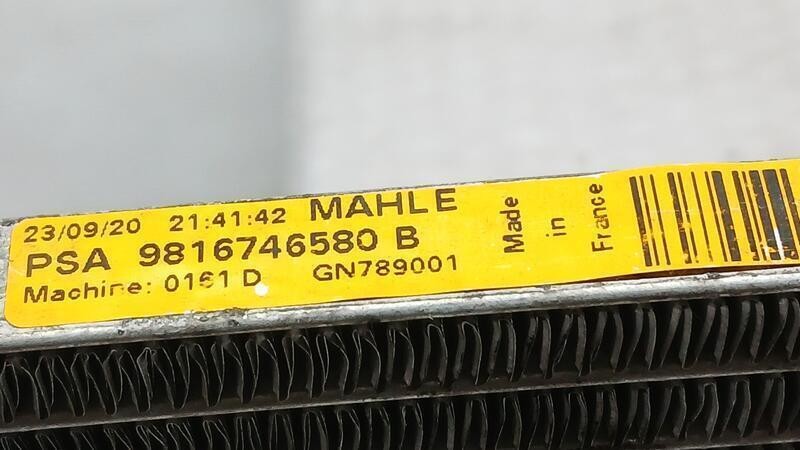 23/09/20 21:41:42 MAHLE
PSA 9816746580 B
Machine: 0161 D GN789001
Made
in
France